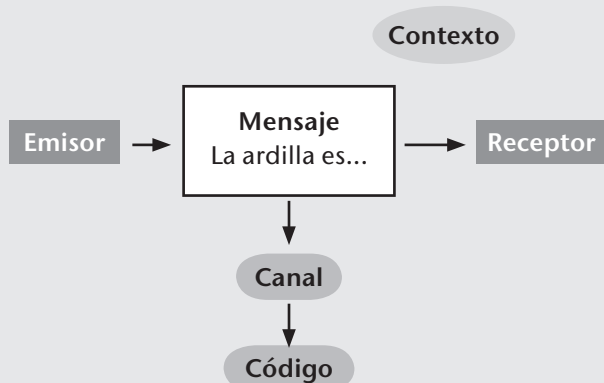 Contexto
Emisor
Mensaje
La ardilla es...
Receptor
Canal
Código